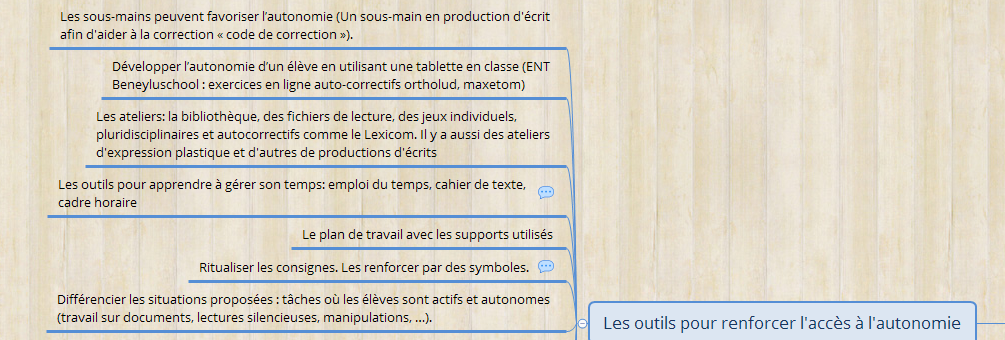 Les sous-mains peuvent favoriser l'autonomie (Un sous-main en production d'écrit
afin d'aider à la correction « code de correction »).
Développer l'autonomie d'un élève en utilisant une tablette en classe (ENT
Beneyluschool : exercices en ligne auto-correctifs ortholud, maxetom)
Les ateliers: la bibliothèque, des fichiers de lecture, des jeux individuels,
pluridisciplinaires et autocorrectifs comme le Lexicom. Il y a aussi des ateliers
d'expression plastique et d'autres de productions d'écrits
Les outils pour apprendre à gérer son temps: emploi du temps, cahier de texte,
cadre horaire
Le plan de travail avec les supports utilisés
Ritualiser les consignes. Les renforcer par des symboles.
Différencier les situations proposées : tâches où les élèves sont actifs et autonomes
(travail sur documents, lectures silencieuses, manipulations, ...).
Les outils pour renforcer l'accès à l'autonomie